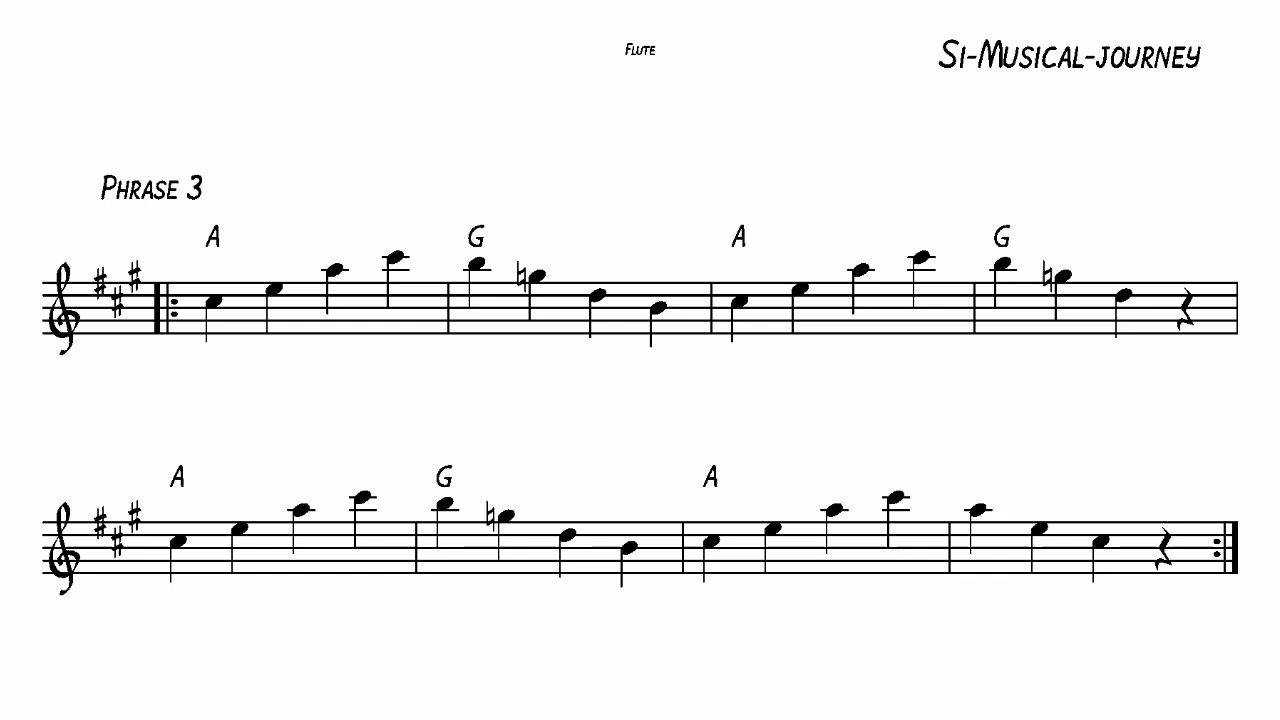 Flute
Si-Musical-journey
Phrase 3
A G A G
A G A